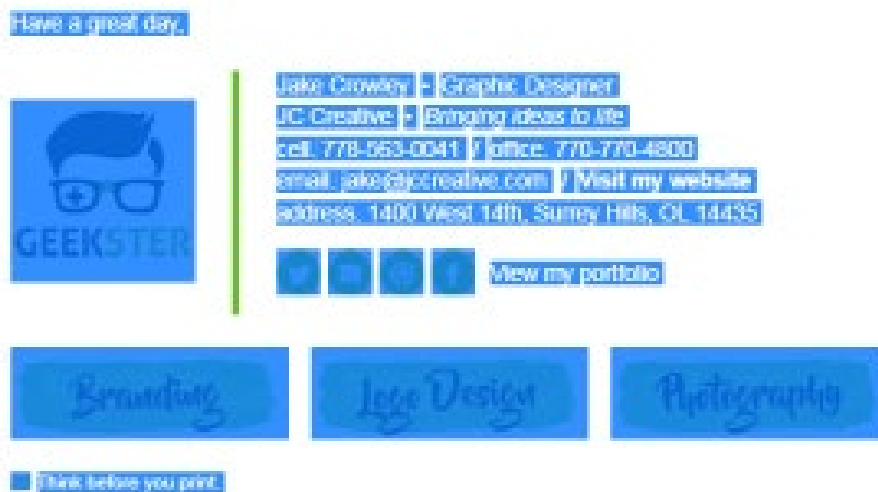 Have a great day,
Jake Crowley • Graphic Designer
JC Creative • Bringing ideas to life
cell. 778-563-0041 / office. 770-770-4800
email. jake@jccreative.com / Visit my website
address. 1400 West 14th, Surrey Hills, OL 14435
GEEKSTER
View my portfolio
Branding
Logo Design
Photography
Think before you print.